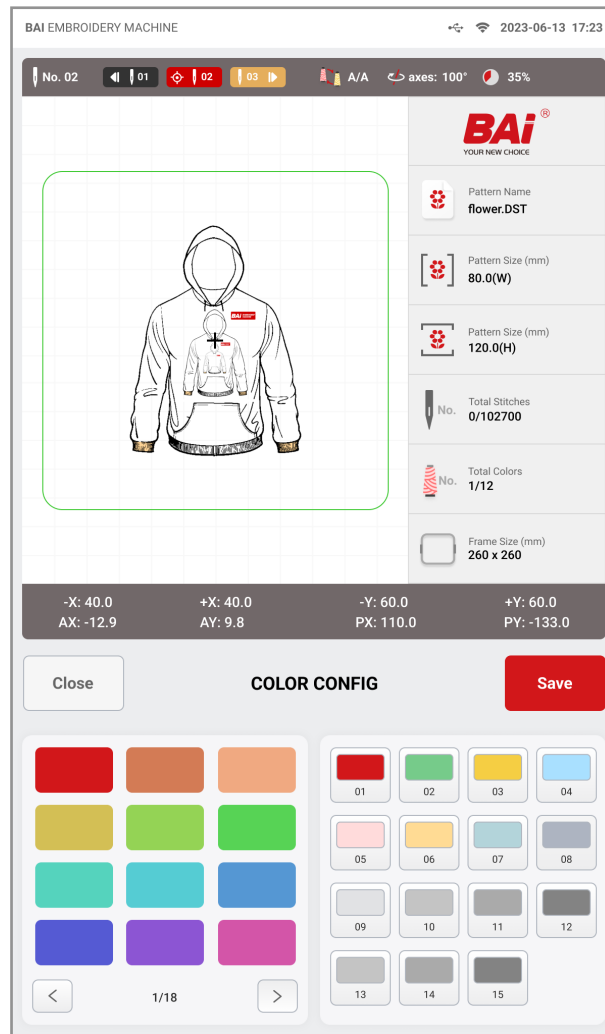 BAI EMBROIDERY MACHINE
2023-06-13 17:23
No. 02
01
02
03
A/A
axes: 100°
35%
BAi®
YOUR NEW CHOICE
Pattern Name
flower.DST
Pattern Size (mm)
80.0(W)
Pattern Size (mm)
120.0(H)
No.
Total Stitches
0/102700
No.
Total Colors
1/12
Frame Size (mm)
260 x 260
BAi
-X: 40.0
+X: 40.0
-Y: 60.0
+Y: 60.0
AX: -12.9
AY: 9.8
PX: 110.0
PY: -133.0
Close
COLOR CONFIG
Save
01
02
03
04
05
06
07
08
09
10
11
12
13
14
15
1/18